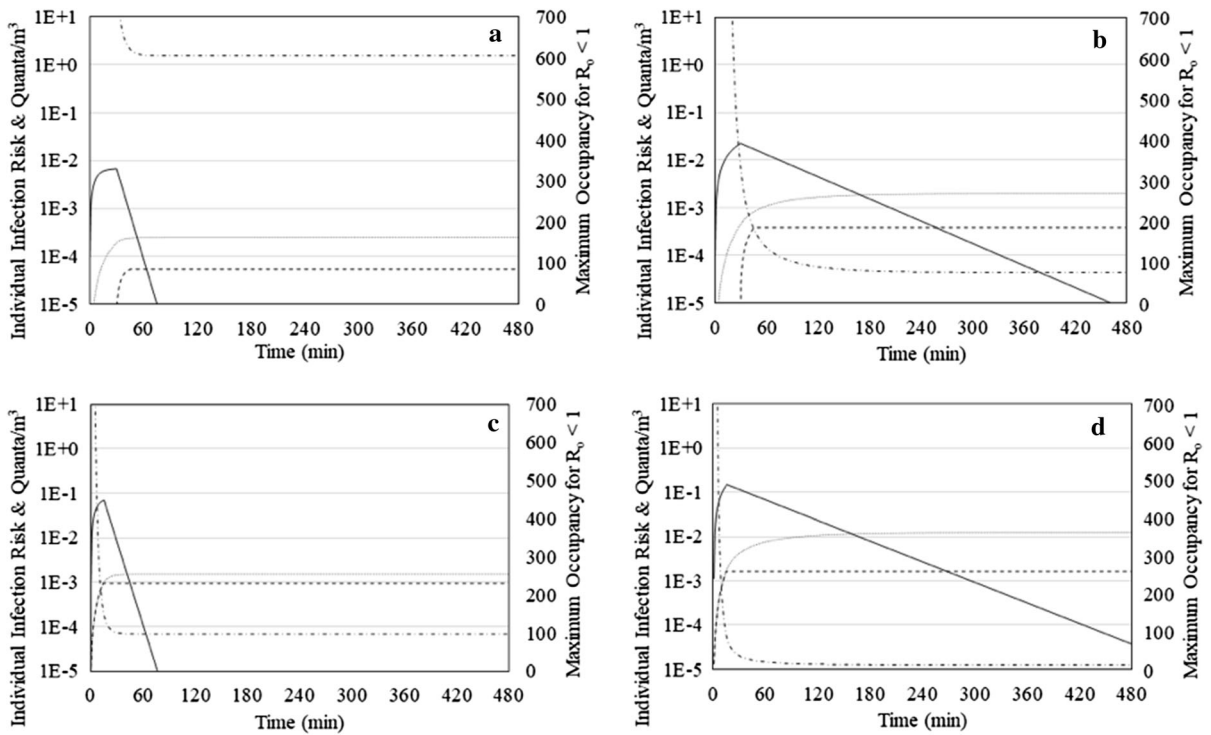 a
Individual Infection Risk & Quanta/m³
1E+1
1E+0
1E-1
1E-2
1E-3
1E-4
1E-5
700
600
500
400
300
200
100
0
Maximum Occupancy for Rₒ < 1
0 60 120 180 240 300 360 420 480
Time (min)
b
Individual Infection Risk & Quanta/m³
1E+1
1E+0
1E-1
1E-2
1E-3
1E-4
1E-5
700
600
500
400
300
200
100
0
Maximum Occupancy for Rₒ < 1
0 60 120 180 240 300 360 420 480
Time (min)
c
Individual Infection Risk & Quanta/m³
1E+1
1E+0
1E-1
1E-2
1E-3
1E-4
1E-5
700
600
500
400
300
200
100
0
Maximum Occupancy for Rₒ < 1
0 60 120 180 240 300 360 420 480
Time (min)
d
Individual Infection Risk & Quanta/m³
1E+1
1E+0
1E-1
1E-2
1E-3
1E-4
1E-5
700
600
500
400
300
200
100
0
Maximum Occupancy for Rₒ < 1
0 60 120 180 240 300 360 420 480
Time (min)